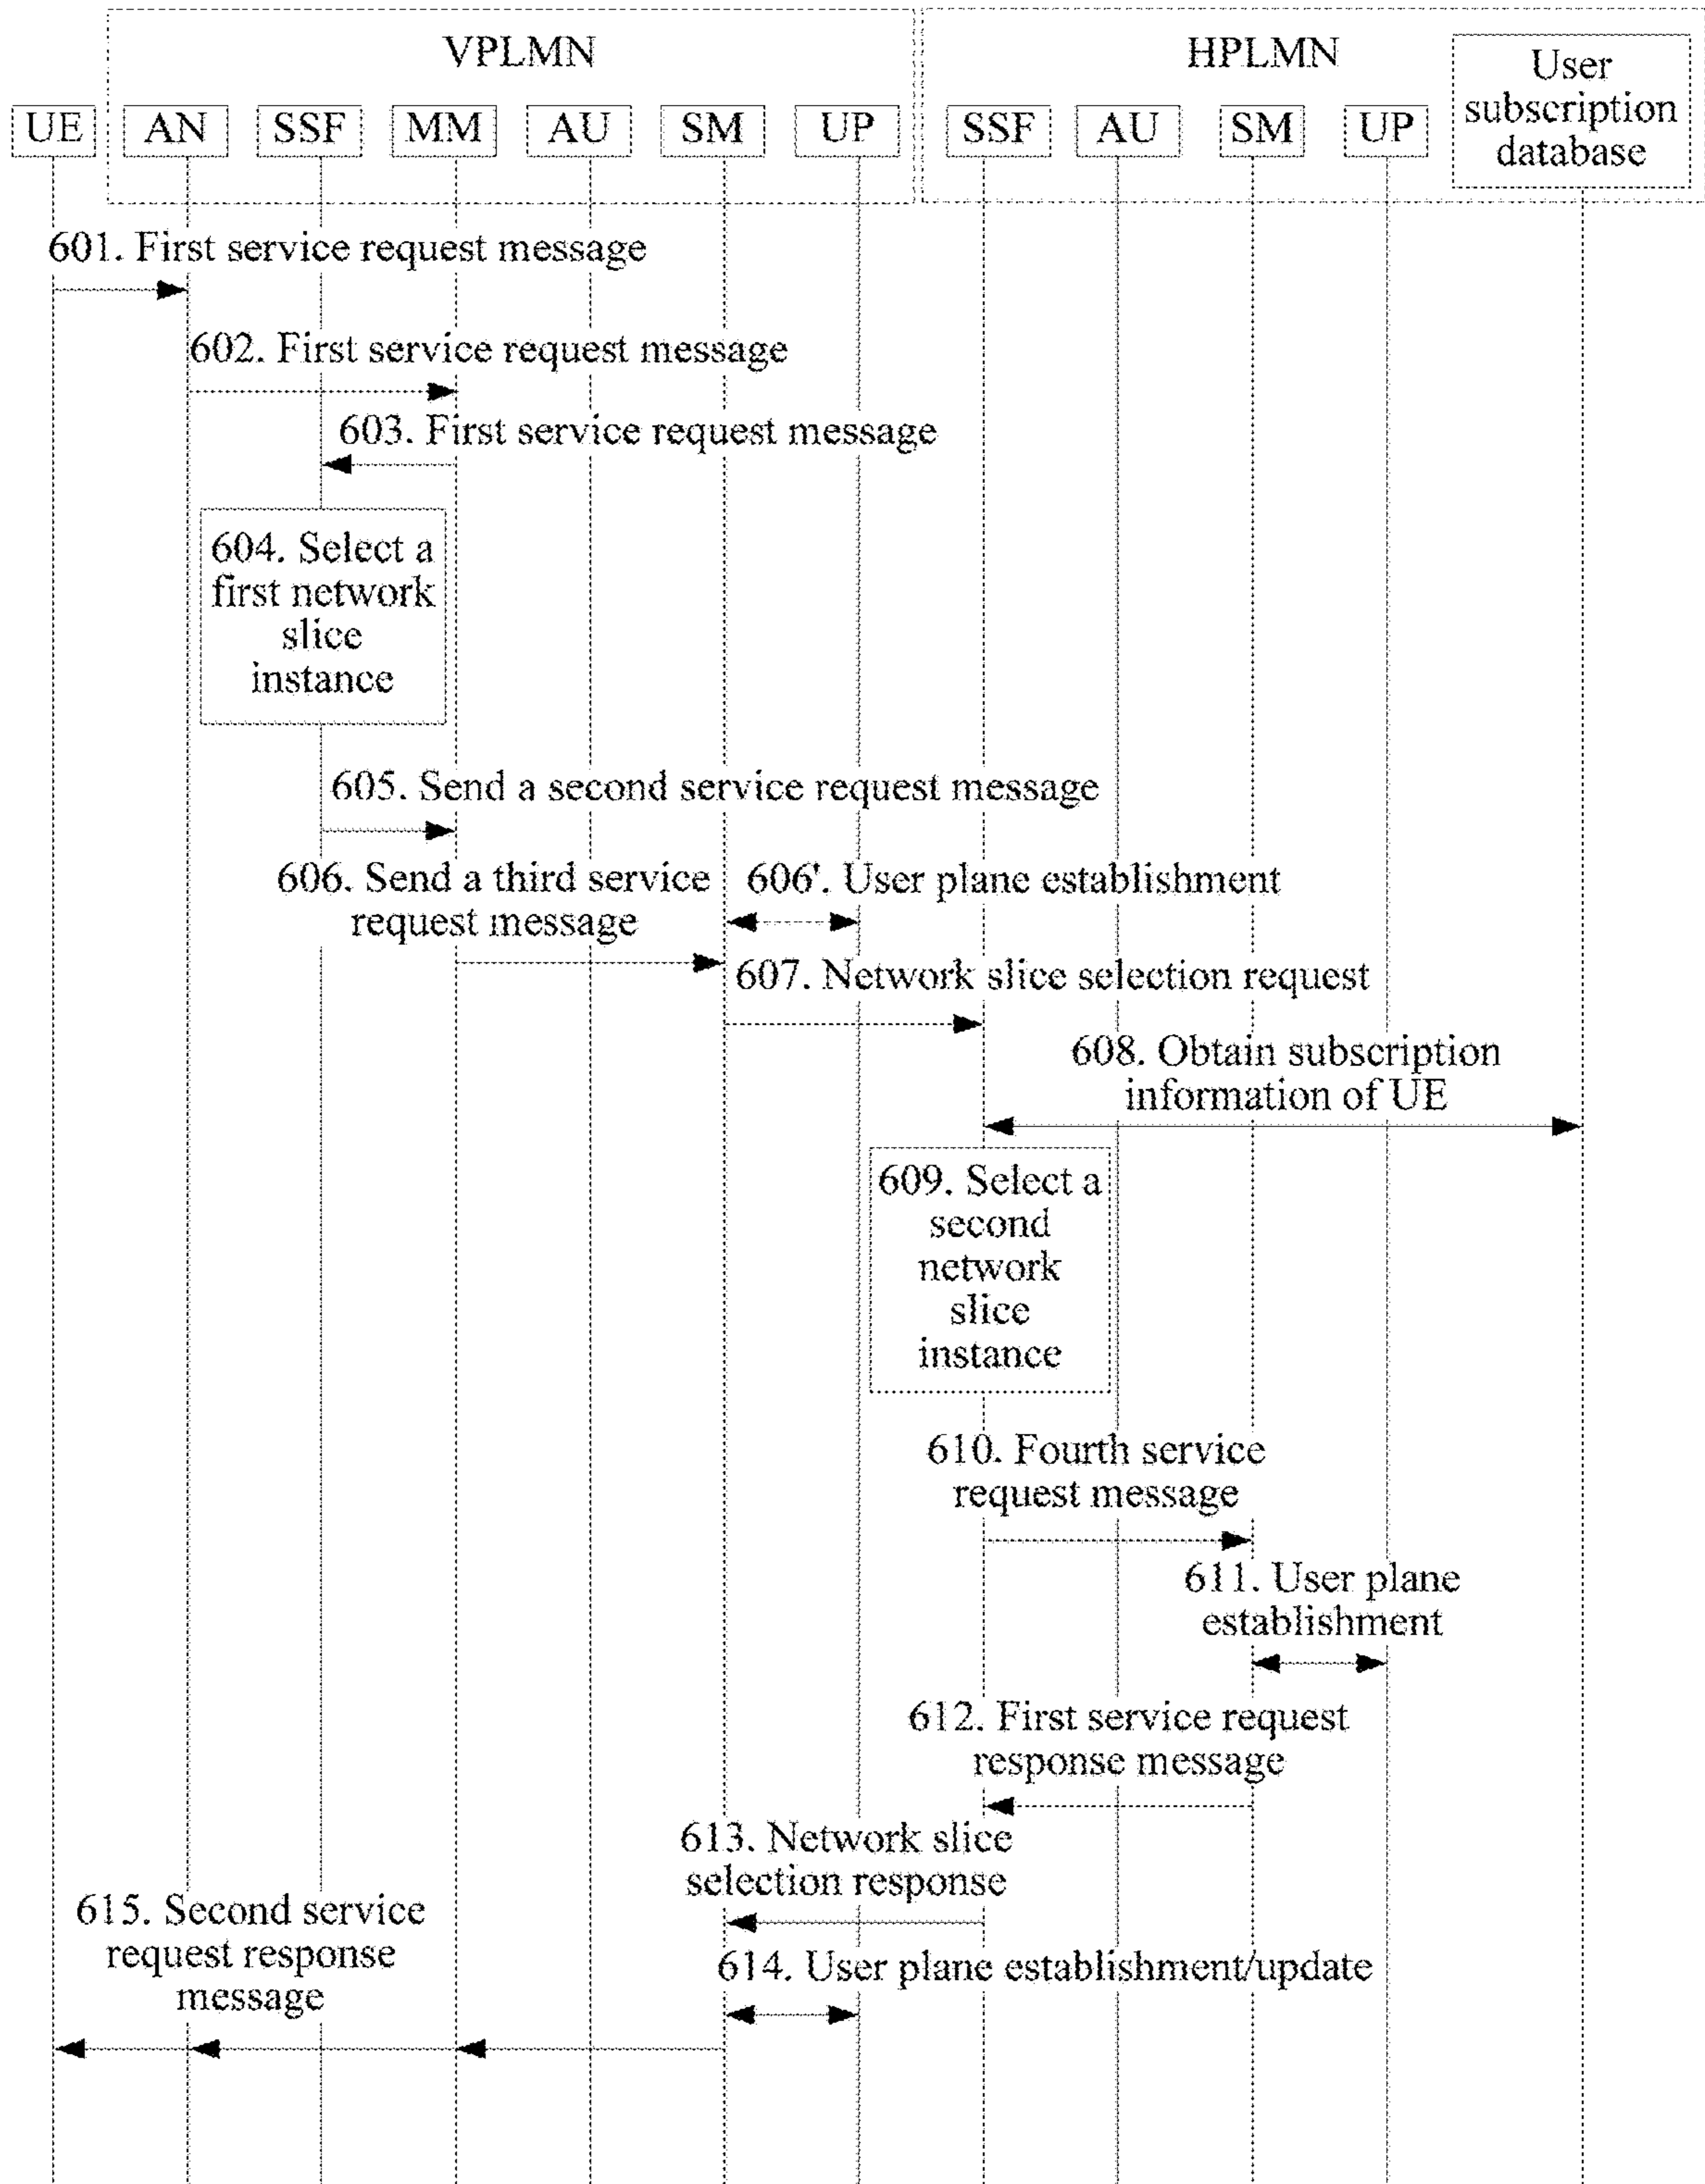 VPLMN
HPLMN
User
subscription
database
UE
AN
SSF
MM
AU
SM
UP
SSF
AU
SM
UP
601. First service request message
602. First service request message
603. First service request message
604. Select a
first network
slice
instance
605. Send a second service request message
606. Send a third service
request message
606'. User plane establishment
607. Network slice selection request
608. Obtain subscription
information of UE
609. Select a
second
network
slice
instance
610. Fourth service
request message
611. User plane
establishment
612. First service request
response message
613. Network slice
selection response
614. User plane establishment/update
615. Second service
request response
message